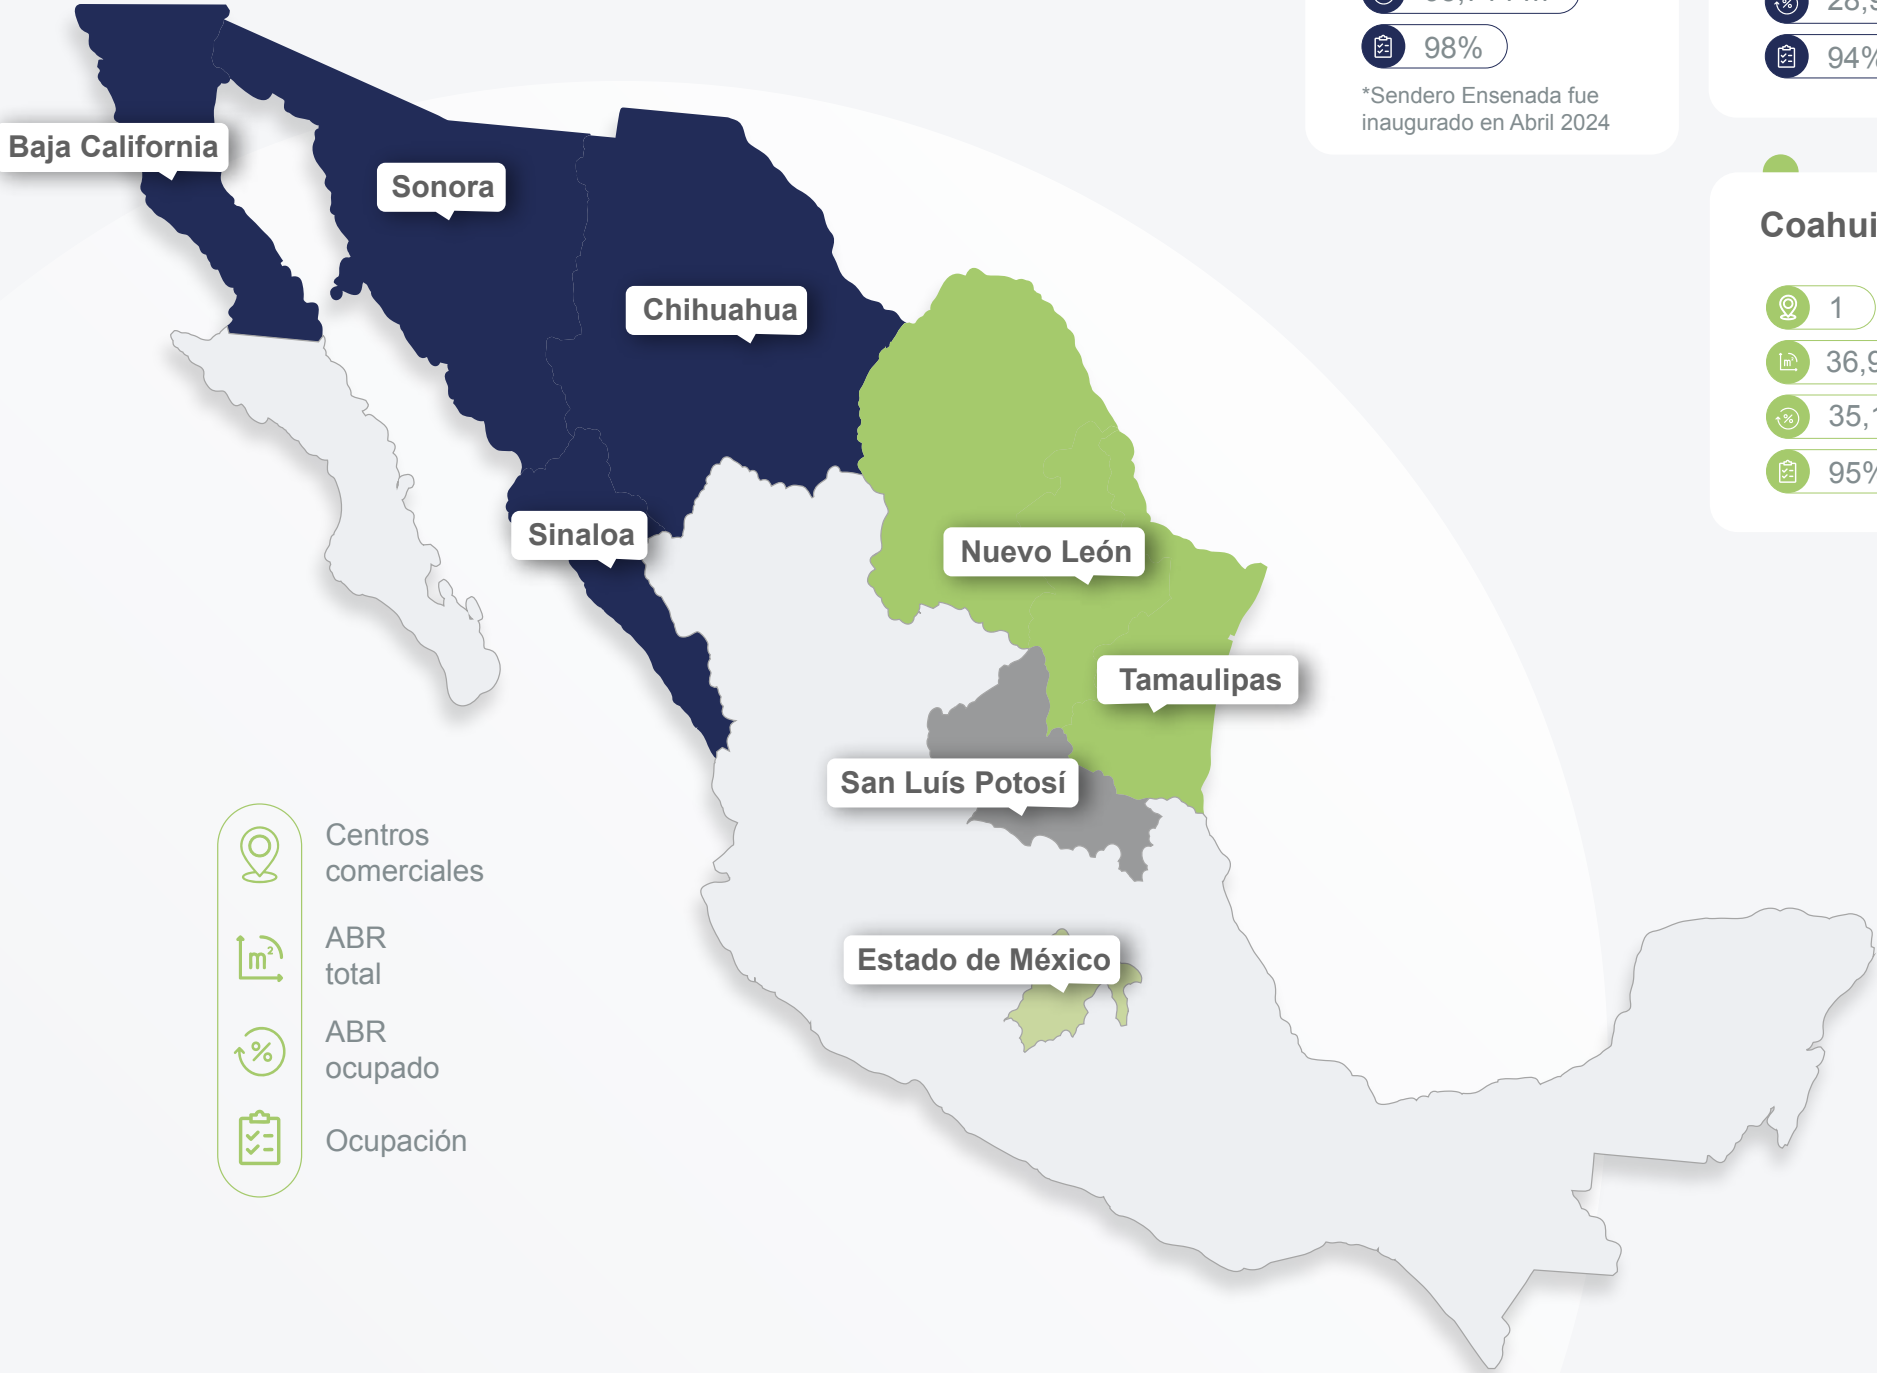 98%
94%
*Sendero Ensenada fue
inaugurado en Abril 2024
Baja California
Sonora
Chihuahua
Sinaloa
Nuevo León
Tamaulipas
San Luís Potosí
Estado de México
1
95%
Centros
comerciales
m²
ABR
total
%
ABR
ocupado
Ocupación